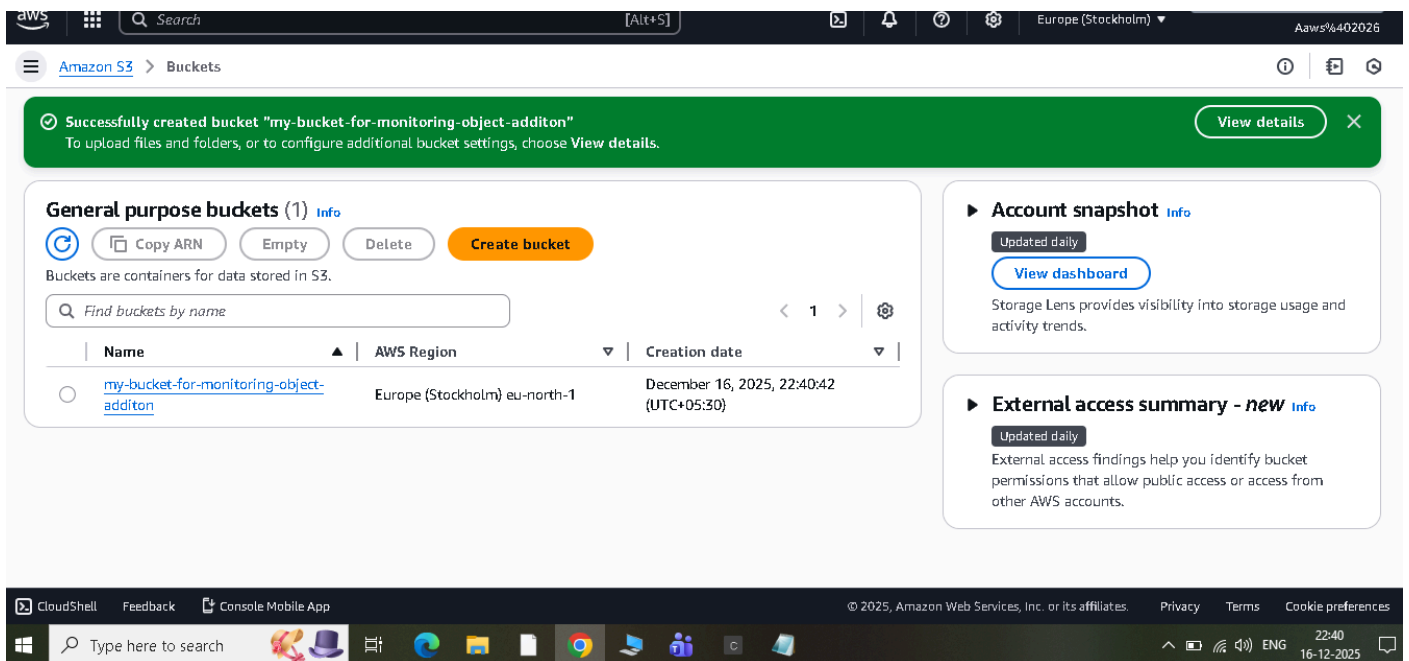 aws Search [Alt+S] Europe (Stockholm) ▼ Aaws%402026
Amazon S3 > Buckets
Successfully created bucket "my-bucket-for-monitoring-object-additon"
To upload files and folders, or to configure additional bucket settings, choose View details.
View details
General purpose buckets (1) Info
Copy ARN Empty Delete Create bucket
Buckets are containers for data stored in S3.
Find buckets by name
< 1 >
Name AWS Region Creation date
my-bucket-for-monitoring-object-
additon
Europe (Stockholm) eu-north-1
December 16, 2025, 22:40:42
(UTC+05:30)
Account snapshot Info
Updated daily
View dashboard
Storage Lens provides visibility into storage usage and
activity trends.
External access summary - new Info
Updated daily
External access findings help you identify bucket
permissions that allow public access or access from
other AWS accounts.
CloudShell Feedback Console Mobile App © 2025, Amazon Web Services, Inc. or its affiliates. Privacy Terms Cookie preferences
Type here to search ENG 22:40
16-12-2025